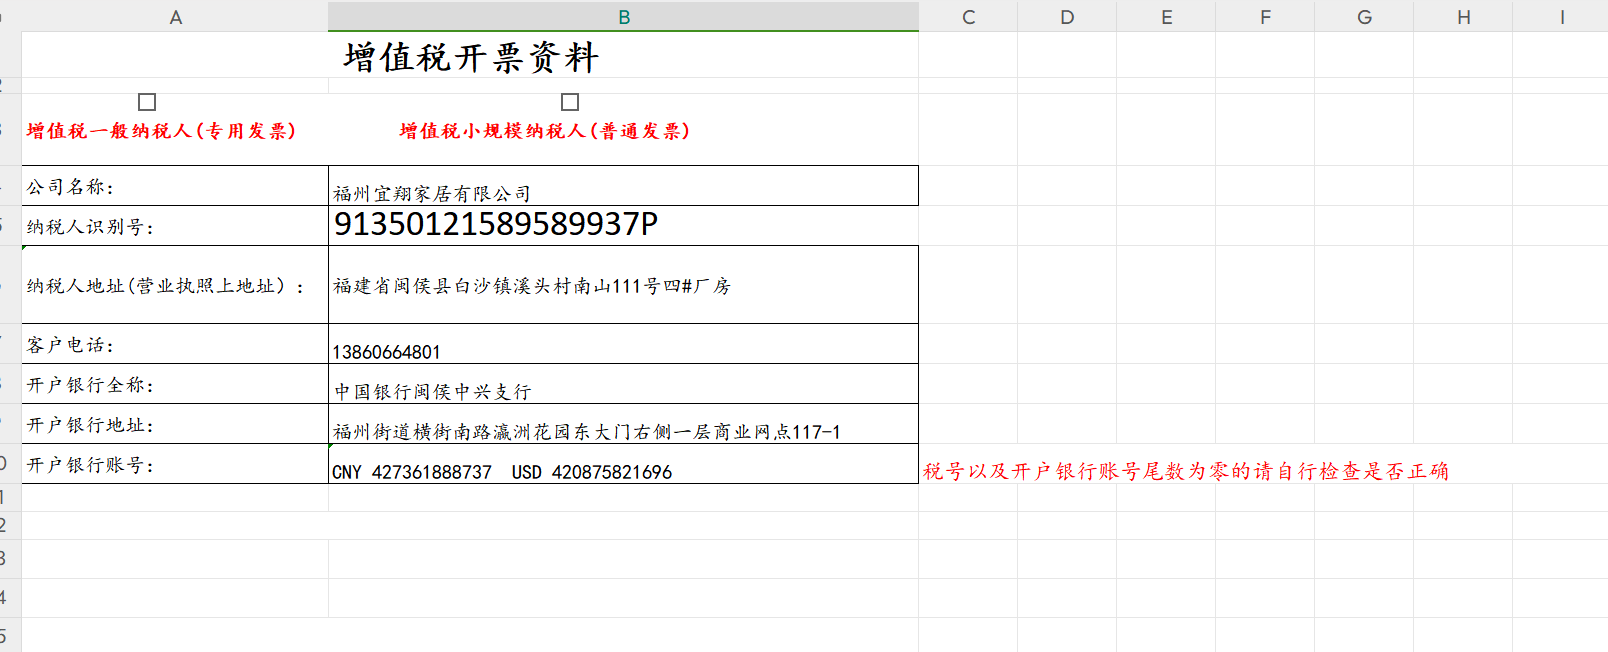 A B C D E F G H I
增值税开票资料
2
增值税一般纳税人(专用发票) 增值税小规模纳税人(普通发票)
公司名称: 福州宜翔家居有限公司
纳税人识别号: 91350121589589937P
纳税人地址(营业执照上地址): 福建省闽侯县白沙镇溪头村南山111号四#厂房
客户电话: 13860664801
开户银行全称: 中国银行闽侯中兴支行
开户银行地址: 福州街道横街南路瀛洲花园东大门右侧一层商业网点117-1
开户银行账号: CNY 427361888737 USD 420875821696 税号以及开户银行账号尾数为零的请自行检查是否正确